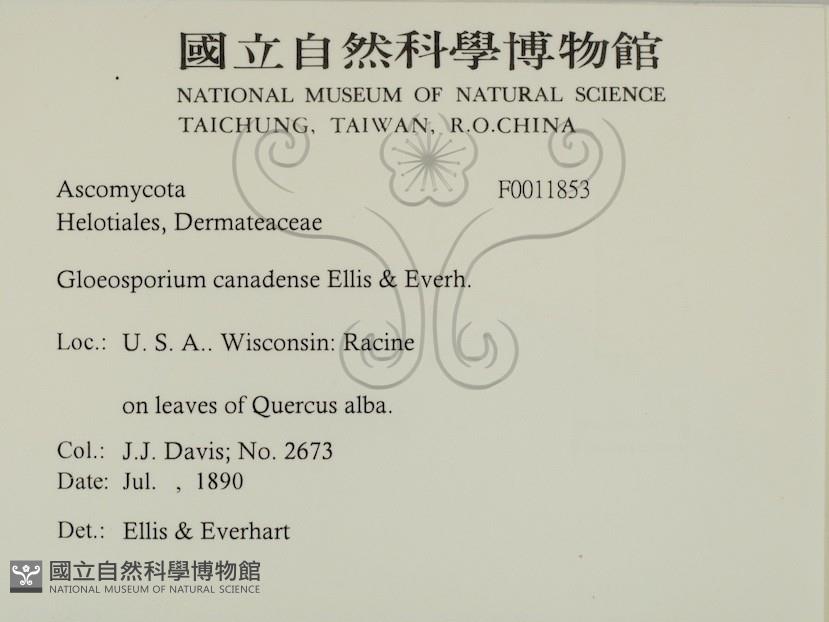 國立自然科學博物館
NATIONAL MUSEUM OF NATURAL SCIENCE
TAICHUNG, TAIWAN, R.O.CHINA
Ascomycota F0011853
Helotiales, Dermateaceae
Gloeosporium canadense Ellis & Everh.
Loc.: U. S. A.. Wisconsin: Racine
on leaves of Quercus alba.
Col.: J.J. Davis; No. 2673
Date: Jul. , 1890
Det.: Ellis & Everhart
國立自然科學博物館
NATIONAL MUSEUM OF NATURAL SCIENCE